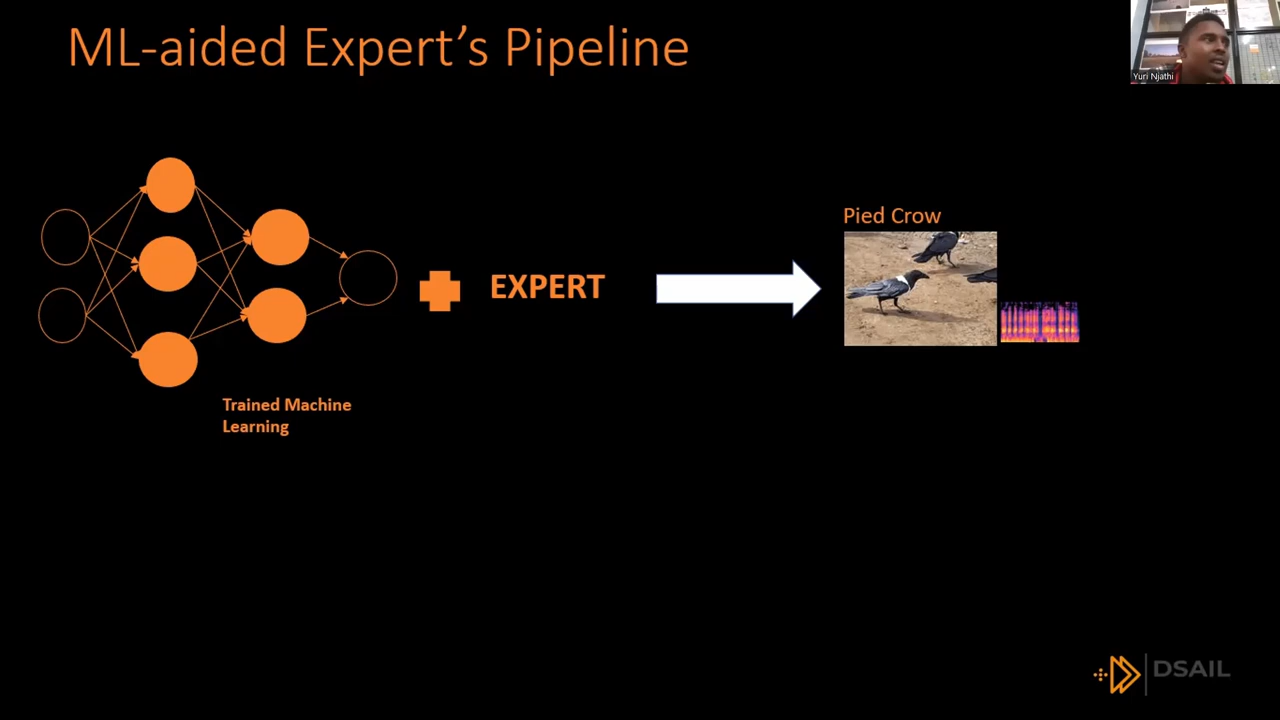 ML-aided Expert's Pipeline
Yuri Njathi
Pied Crow
EXPERT
Trained Machine
Learning
DSAIL